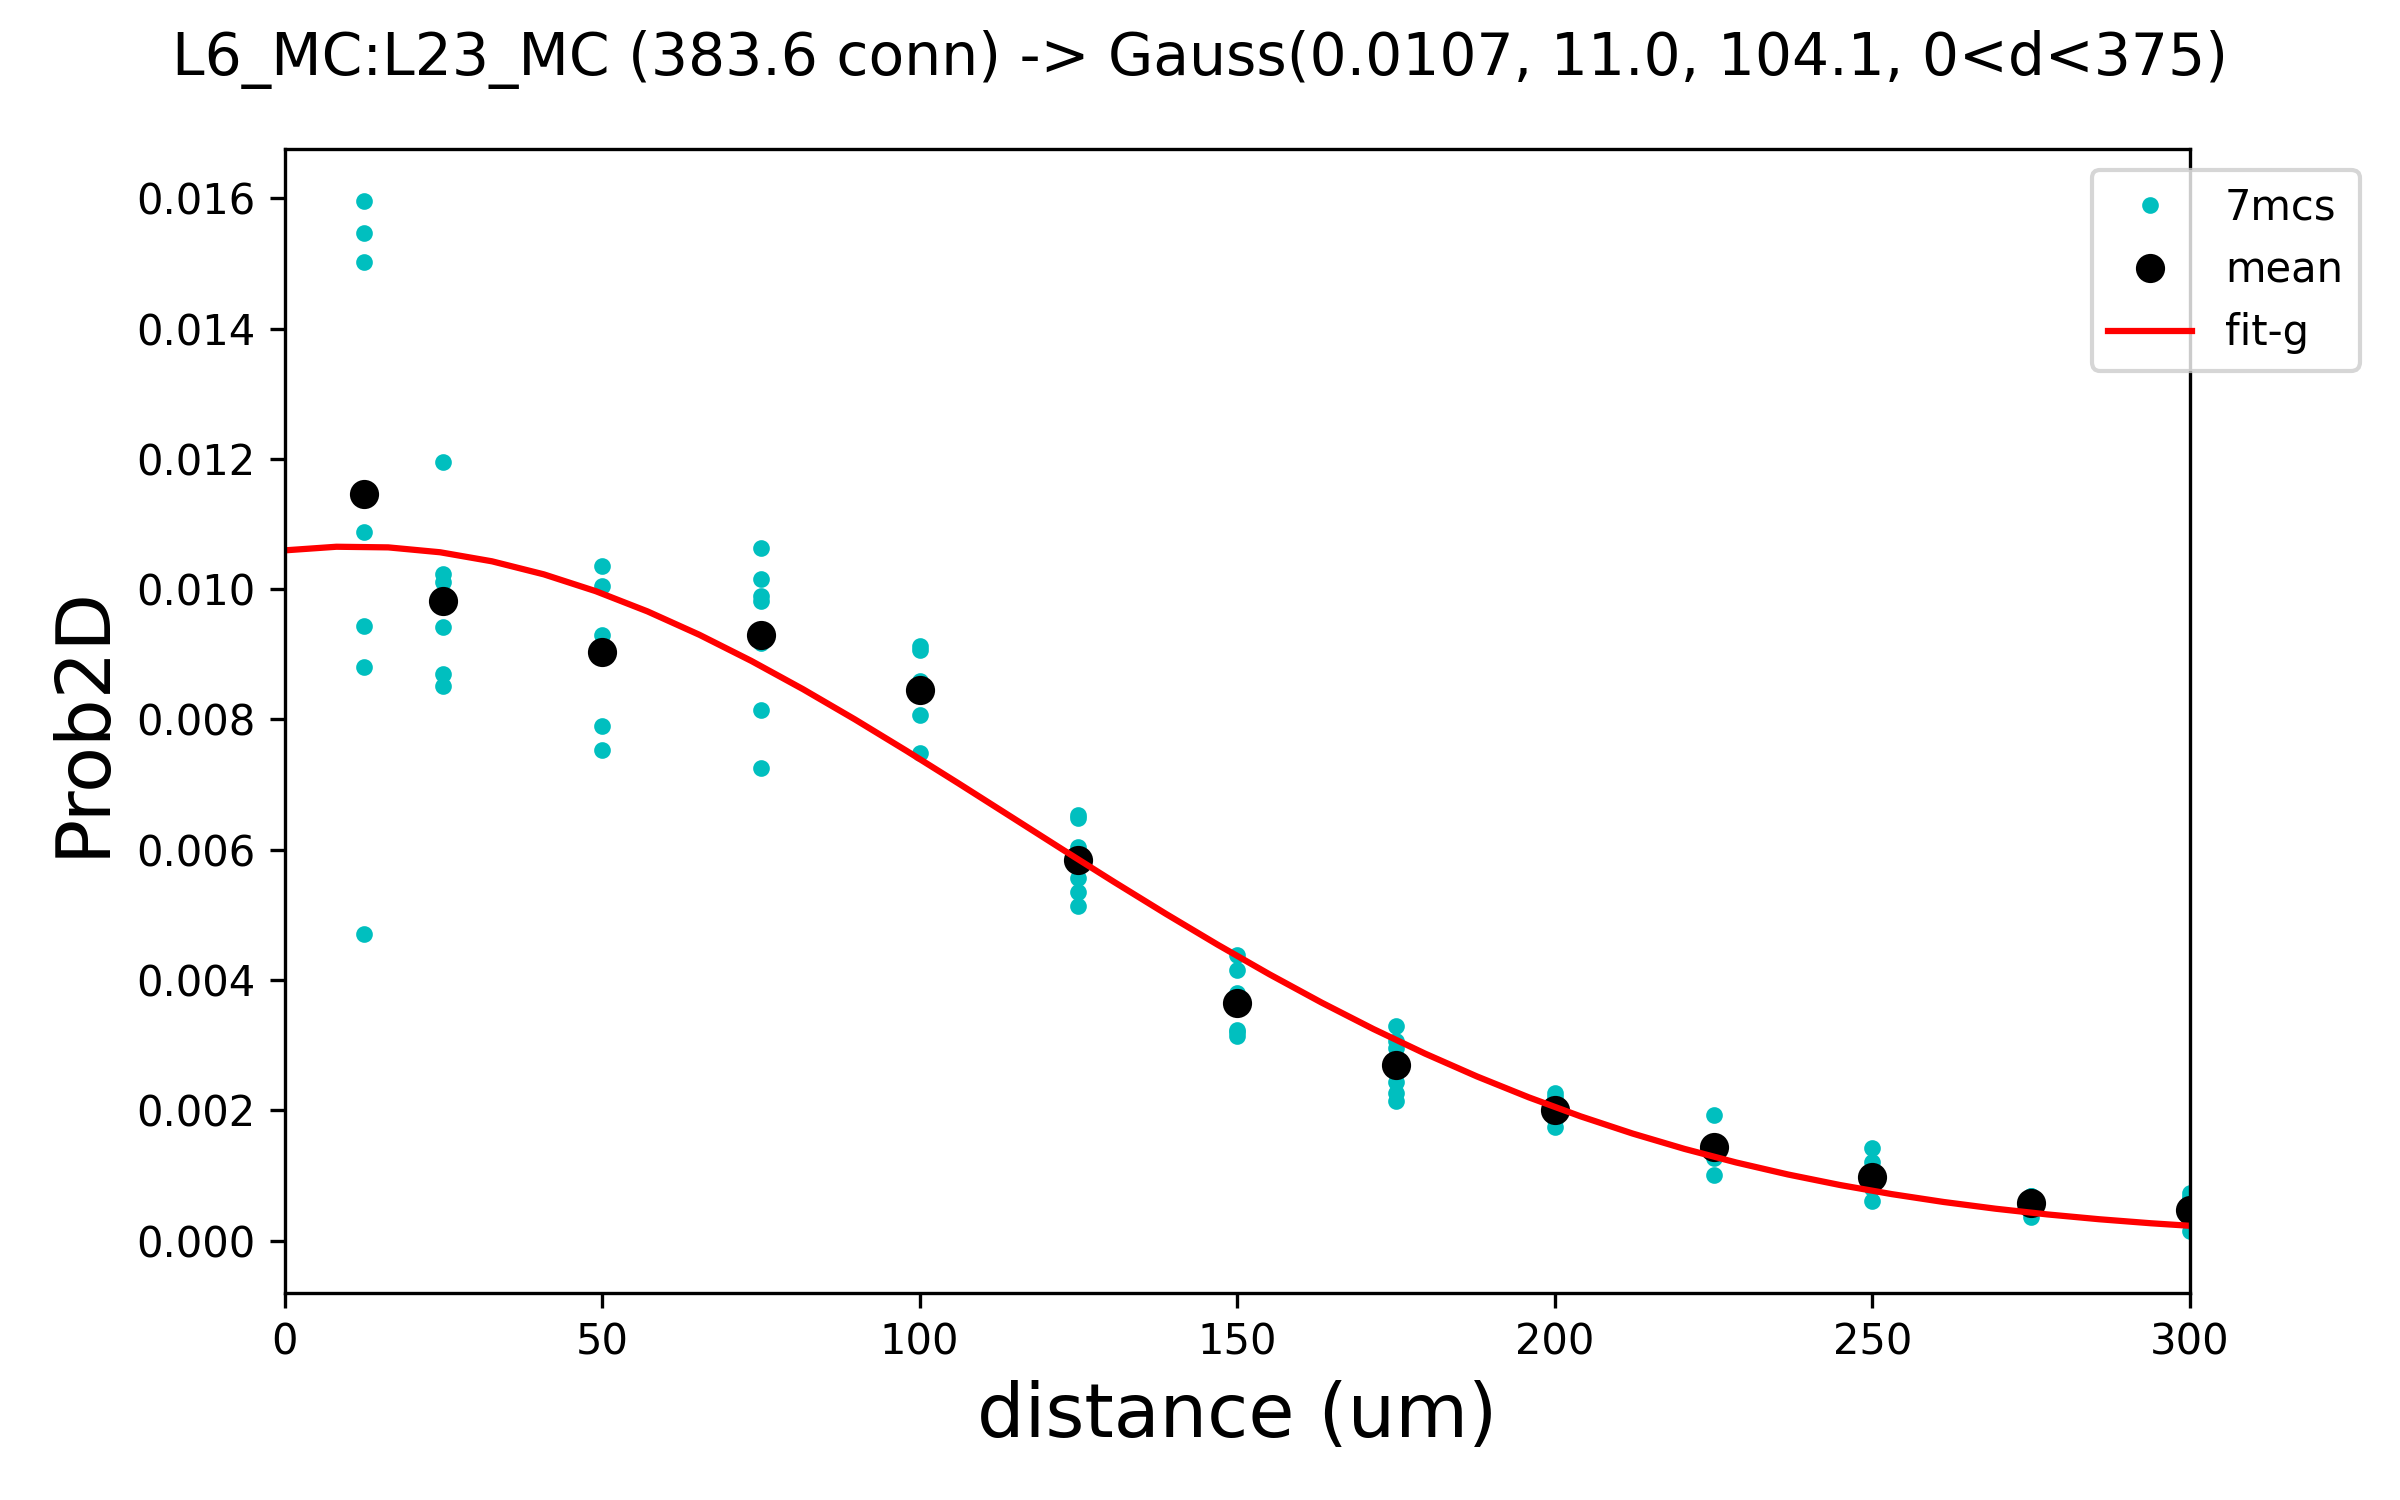 L6_MC:L23_MC (383.6 conn) -> Gauss(0.0107, 11.0, 104.1, 0<d<375)
7mcs
mean
fit-g
0.016
0.014
0.012
0.010
0.008
0.006
0.004
0.002
0.000
Prob2D
0 50 100 150 200 250 300
distance (um)